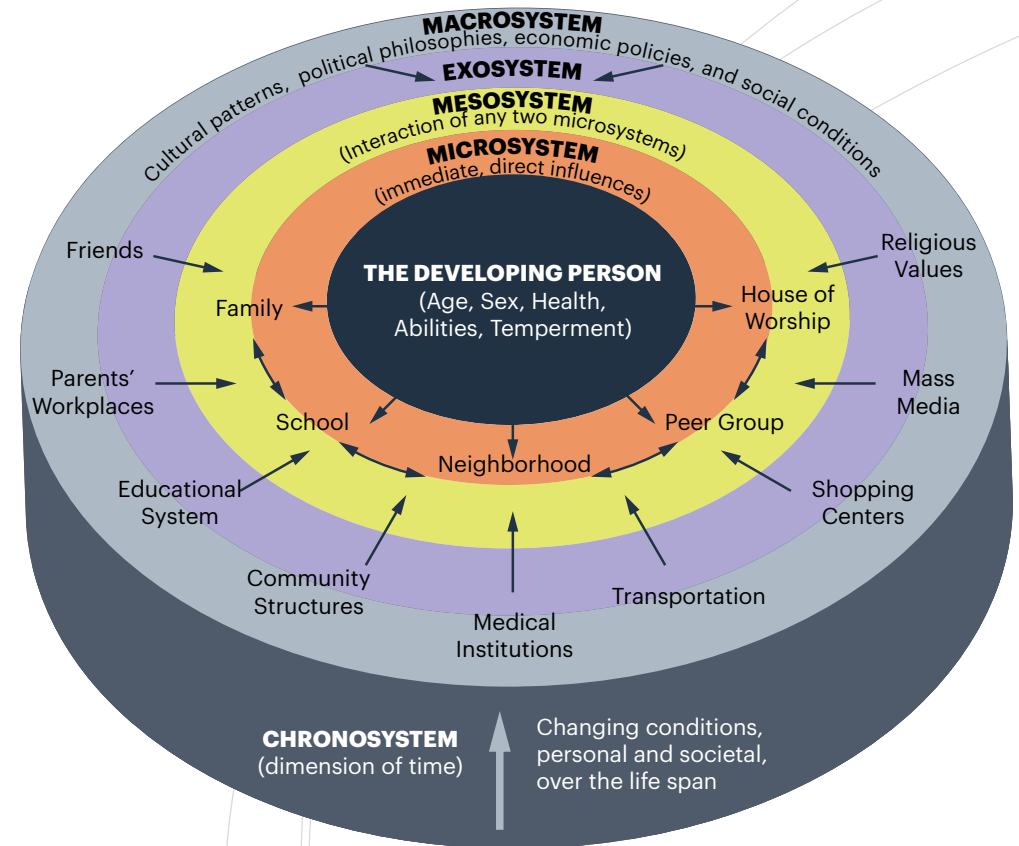 MACROSYSTEM
Cultural patterns, political philosophies, economic policies, and social conditions
EXOSYSTEM
MESOSYSTEM
(Interaction of any two microsystems)
MICROSYSTEM
(immediate, direct influences)
THE DEVELOPING PERSON
(Age, Sex, Health,
Abilities, Temperment)
Friends
Religious
Values
Family
House of
Worship
Parents’
Workplaces
Mass
Media
School
Peer Group
Neighborhood
Educational
System
Shopping
Centers
Community
Structures
Transportation
Medical
Institutions
CHRONOSYSTEM
(dimension of time)
Changing conditions,
personal and societal,
over the life span